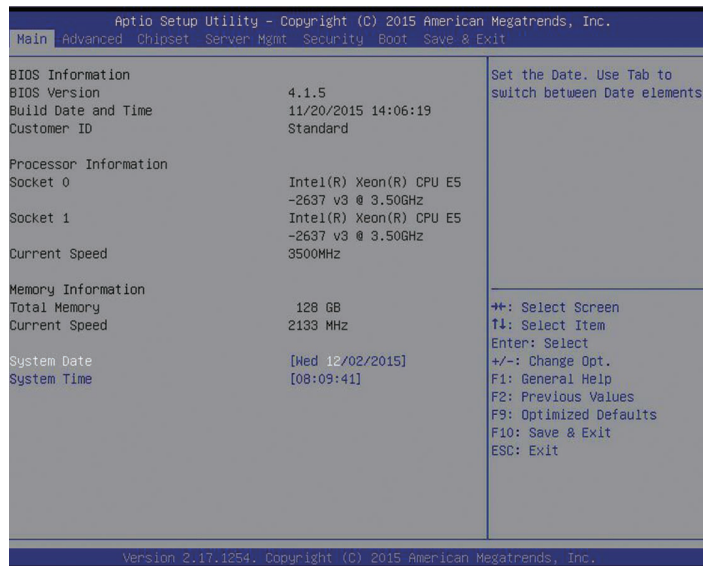 Aptio Setup Utility – Copyright (C) 2015 American Megatrends, Inc.
Main Advanced Chipset Server Mgmt Security Boot Save & Exit
BIOS Information
BIOS Version 4.1.5
Build Date and Time 11/20/2015 14:06:19
Customer ID Standard
Processor Information
Socket 0 Intel(R) Xeon(R) CPU E5
-2637 v3 @ 3.50GHz
Socket 1 Intel(R) Xeon(R) CPU E5
-2637 v3 @ 3.50GHz
Current Speed 3500MHz
Memory Information
Total Memory 128 GB
Current Speed 2133 MHz
System Date [Wed 12/02/2015]
System Time [08:09:41]
Set the Date. Use Tab to
switch between Date elements
→←: Select Screen
↑↓: Select Item
Enter: Select
+/-: Change Opt.
F1: General Help
F2: Previous Values
F9: Optimized Defaults
F10: Save & Exit
ESC: Exit
Version 2.17.1254. Copyright (C) 2015 American Megatrends, Inc.